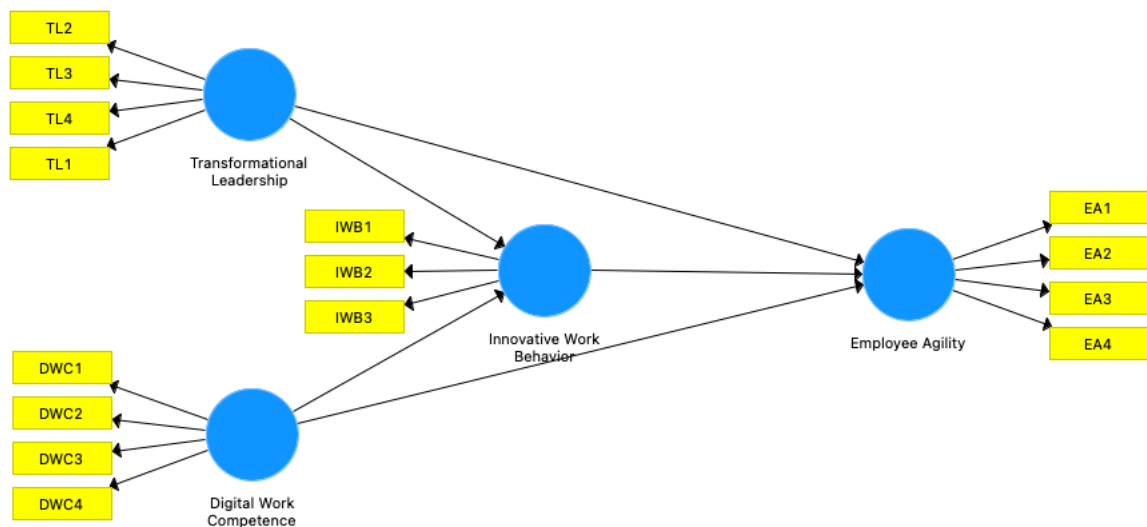 TL2
TL3
TL4
TL1
Transformational
Leadership
IWB1
IWB2
IWB3
Innovative Work
Behavior
EA1
EA2
EA3
EA4
Employee Agility
DWC1
DWC2
DWC3
DWC4
Digital Work
Competence